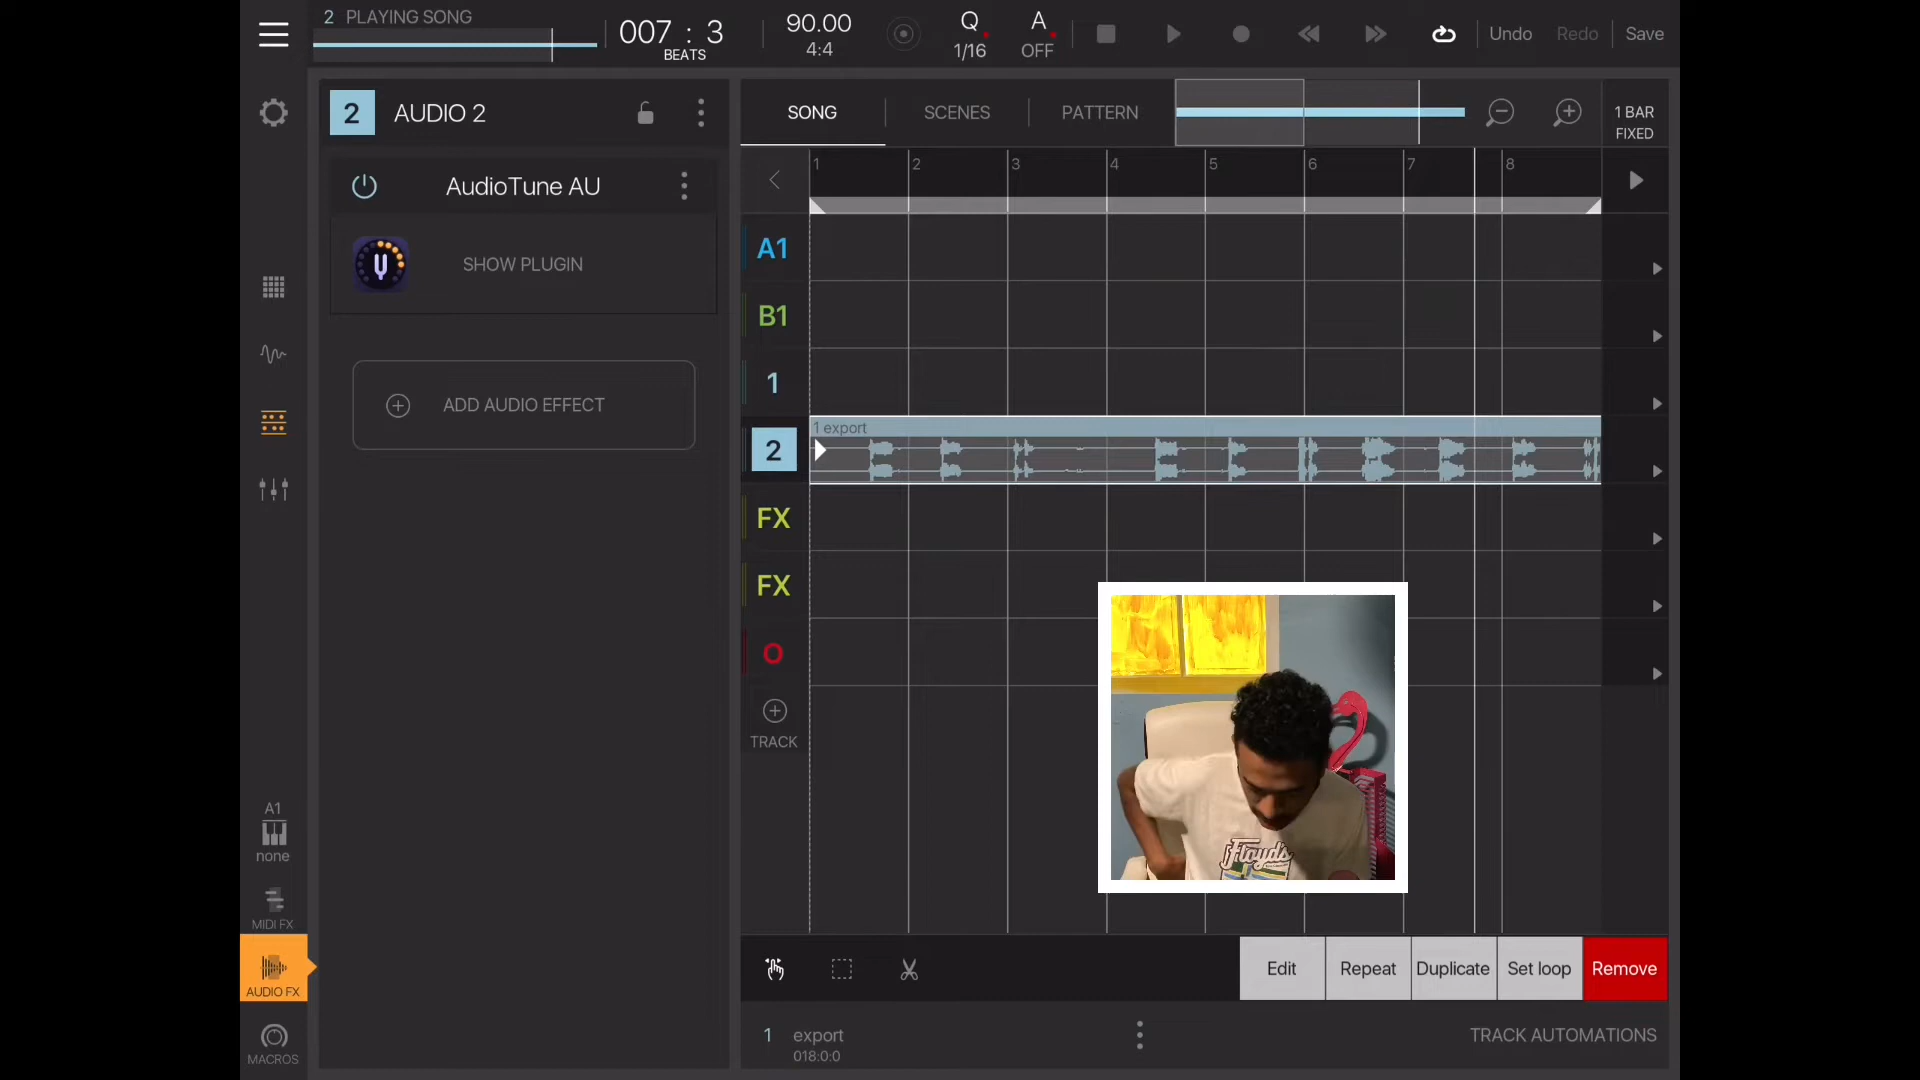 2 PLAYING SONG
007 : 3
BEATS
90.00
4:4
Q
1/16
A
OFF
Undo
Redo
Save
2
AUDIO 2
SONG
SCENES
PATTERN
1 BAR
FIXED
AudioTune AU
SHOW PLUGIN
ADD AUDIO EFFECT
1
2
3
4
5
6
7
8
A1
B1
1
2
1 export
FX
FX
O
TRACK
Floyd's
A1
none
MIDI FX
AUDIO FX
MACROS
Edit
Repeat
Duplicate
Set loop
Remove
1
export
018:0:0
TRACK AUTOMATIONS